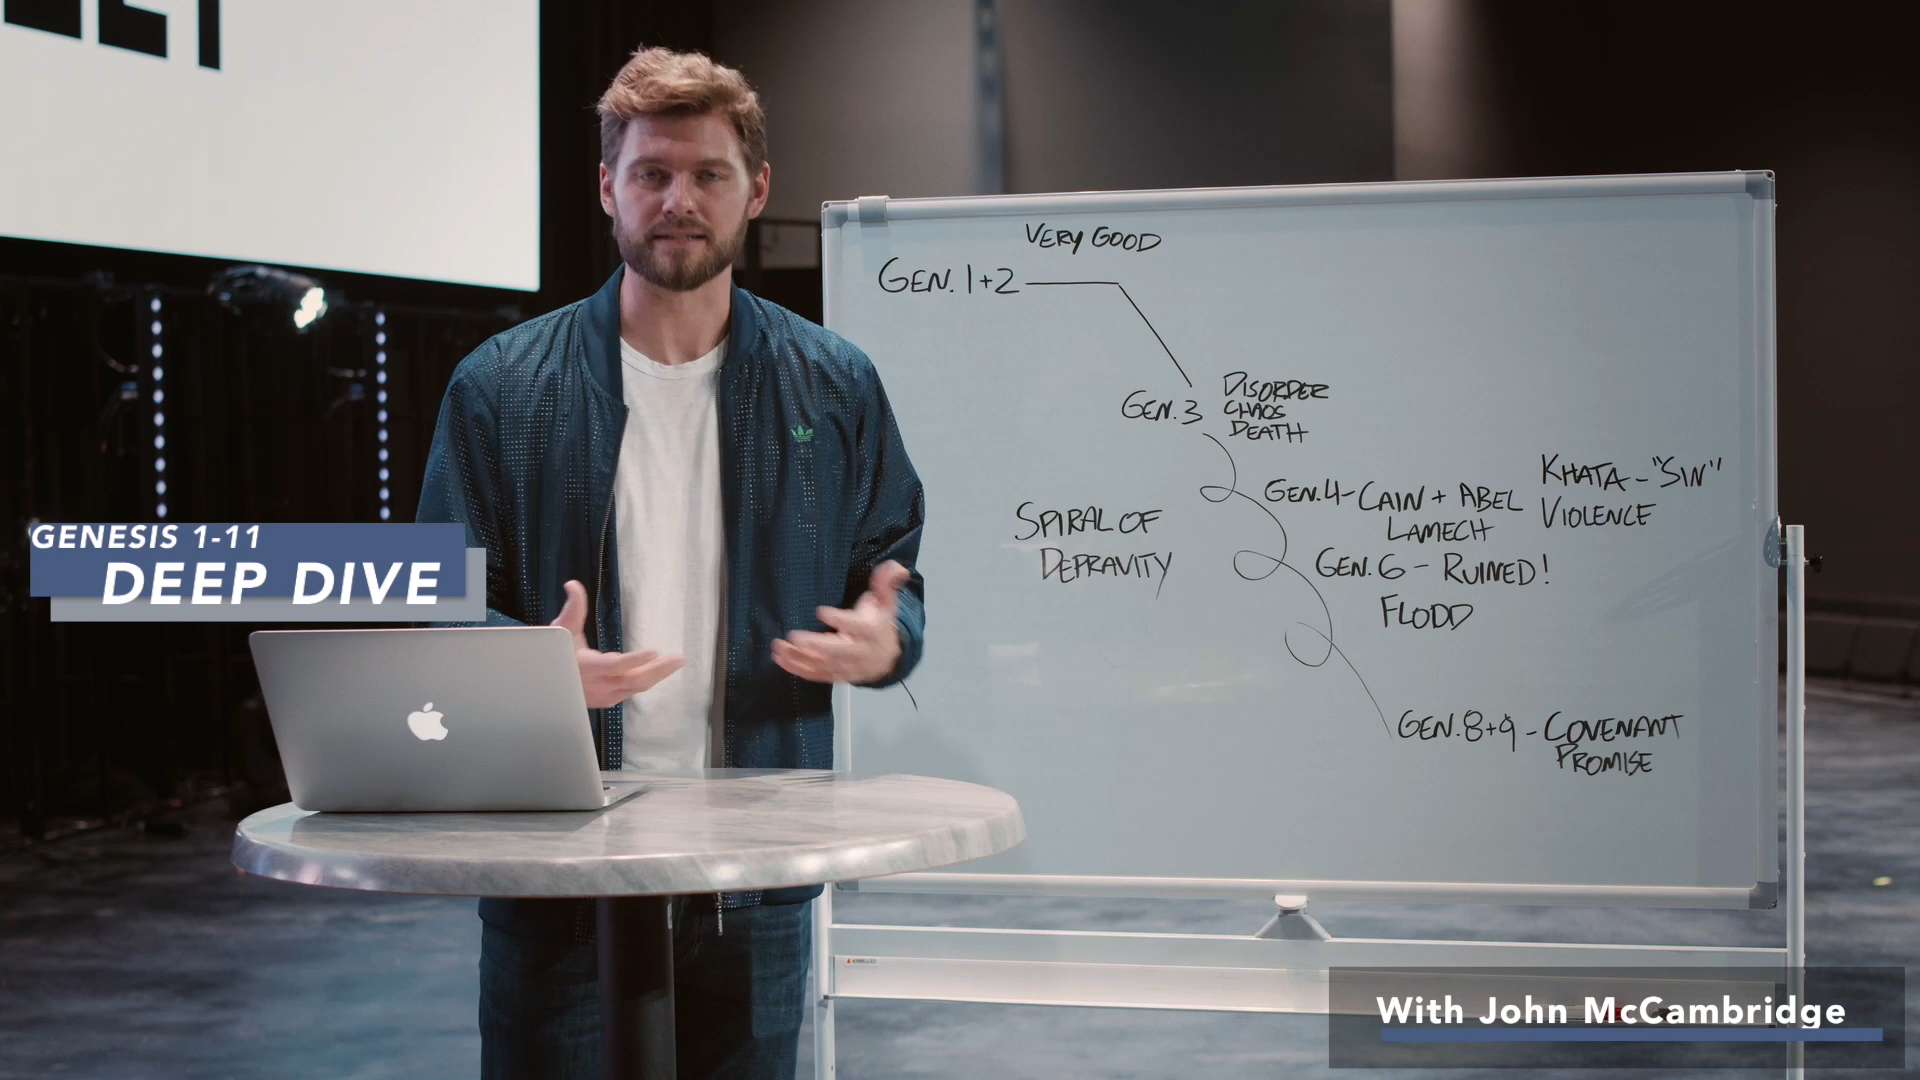 GENESIS 1-11
DEEP DIVE
VERY GOOD
GEN. 1+2
GEN. 3
DISORDER
CHAOS
DEATH
SPIRAL OF
DEPRAVITY
GEN. 4 - CAIN + ABEL
LAMECH
KHATA - "SIN"
VIOLENCE
GEN. 6 - RUINED!
FLODD
GEN. 8+9 - COVENANT
PROMISE
With John McCambridge